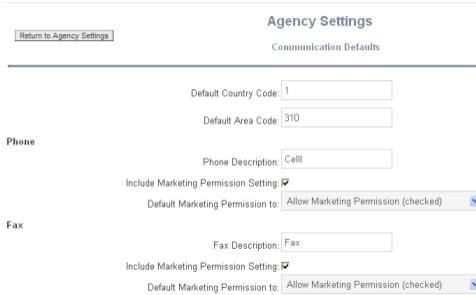 Agency Settings
Return to Agency Settings
Communication Defaults
Default Country Code: 1
Default Area Code: 310
Phone
Phone Description: Celll
Include Marketing Permission Setting:
Default Marketing Permission to: Allow Marketing Permission (checked)
Fax
Fax Description: Fax
Include Marketing Permission Setting:
Default Marketing Permission to: Allow Marketing Permission (checked)